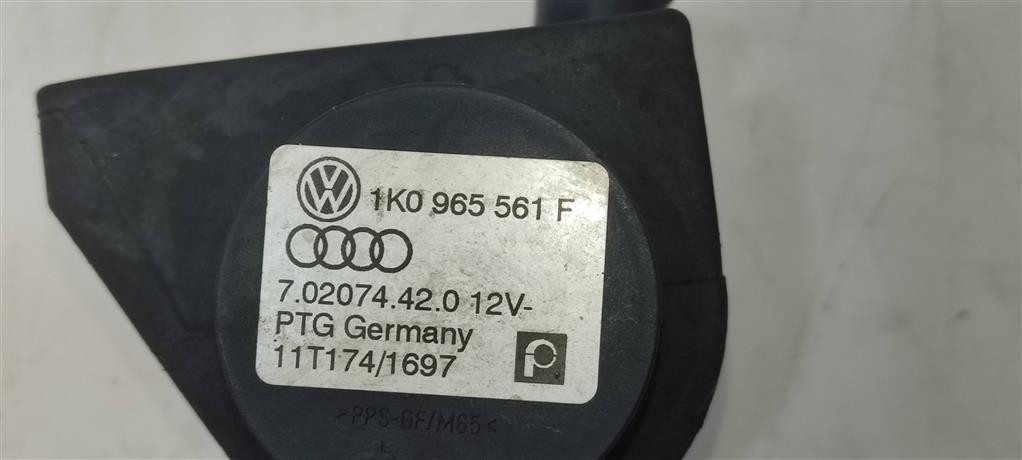 1K0 965 561 F
7.02074.42.0 12V-
PTG Germany
11T174/1697
>PPS-GF/M65<